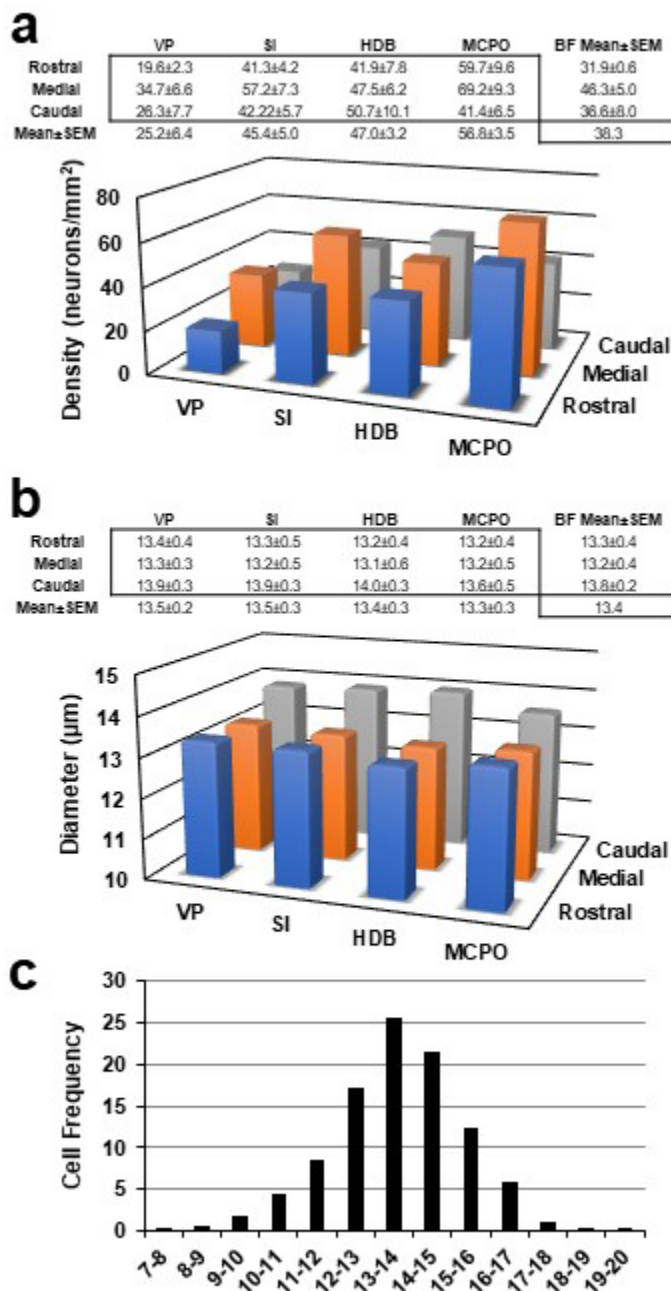 a
VP SI HDB MCPO BF Mean±SEM
Rostral 19.6±2.3 41.3±4.2 41.9±7.8 59.7±9.6 31.9±0.6
Medial 34.7±6.6 57.2±7.3 47.5±6.2 69.2±9.3 46.3±5.0
Caudal 26.3±7.7 42.22±5.7 50.7±10.1 41.4±6.5 36.6±8.0
Mean±SEM 25.2±6.4 45.4±5.0 47.0±3.2 56.8±3.5 38.3
Density (neurons/mm²)
80
60
40
20
0
Caudal
Medial
Rostral
VP
SI
HDB
MCPO
b
VP SI HDB MCPO BF Mean±SEM
Rostral 13.4±0.4 13.3±0.5 13.2±0.4 13.2±0.4 13.3±0.4
Medial 13.3±0.3 13.2±0.5 13.1±0.6 13.2±0.5 13.2±0.4
Caudal 13.9±0.3 13.9±0.3 14.0±0.3 13.6±0.5 13.8±0.2
Mean±SEM 13.5±0.2 13.5±0.3 13.4±0.3 13.3±0.3 13.4
Diameter (µm)
15
14
13
12
11
10
Caudal
Medial
Rostral
VP
SI
HDB
MCPO
c
Cell Frequency
30
25
20
15
10
5
0
7-8 8-9 9-10 10-11 11-12 12-13 13-14 14-15 15-16 16-17 17-18 18-19 19-20